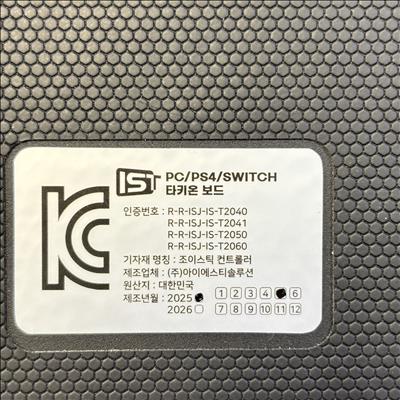 KC
IST PC/PS4/SWITCH
타키온 보드
인증번호 : R-R-ISJ-IS-T2040
R-R-ISJ-IS-T2041
R-R-ISJ-IS-T2050
R-R-ISJ-IS-T2060
기자재 명칭 : 조이스틱 컨트롤러
제조업체 : (주)아이에스티솔루션
원산지 : 대한민국
제조년월 : 2025 1 2 3 4 6
2026 7 8 9 10 11 12